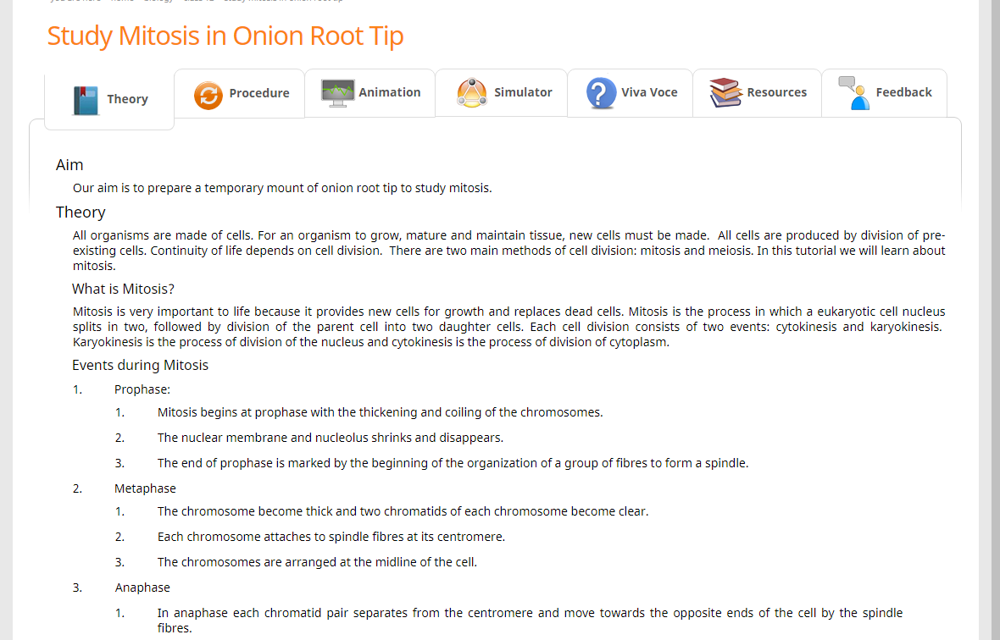 Study Mitosis in Onion Root Tip
Theory
Procedure
Animation
Simulator
Viva Voce
Resources
Feedback
Aim
Our aim is to prepare a temporary mount of onion root tip to study mitosis.
Theory
All organisms are made of cells. For an organism to grow, mature and maintain tissue, new cells must be made.  All cells are produced by division of pre-
existing cells. Continuity of life depends on cell division.  There are two main methods of cell division: mitosis and meiosis. In this tutorial we will learn about
mitosis.
What is Mitosis?
Mitosis is very important to life because it provides new cells for growth and replaces dead cells. Mitosis is the process in which a eukaryotic cell nucleus
splits in two, followed by division of the parent cell into two daughter cells. Each cell division consists of two events: cytokinesis and karyokinesis.
Karyokinesis is the process of division of the nucleus and cytokinesis is the process of division of cytoplasm.
Events during Mitosis
1. Prophase:
1. Mitosis begins at prophase with the thickening and coiling of the chromosomes.
2. The nuclear membrane and nucleolus shrinks and disappears.
3. The end of prophase is marked by the beginning of the organization of a group of fibres to form a spindle.
2. Metaphase
1. The chromosome become thick and two chromatids of each chromosome become clear.
2. Each chromosome attaches to spindle fibres at its centromere.
3. The chromosomes are arranged at the midline of the cell.
3. Anaphase
1. In anaphase each chromatid pair separates from the centromere and move towards the opposite ends of the cell by the spindle
fibres.